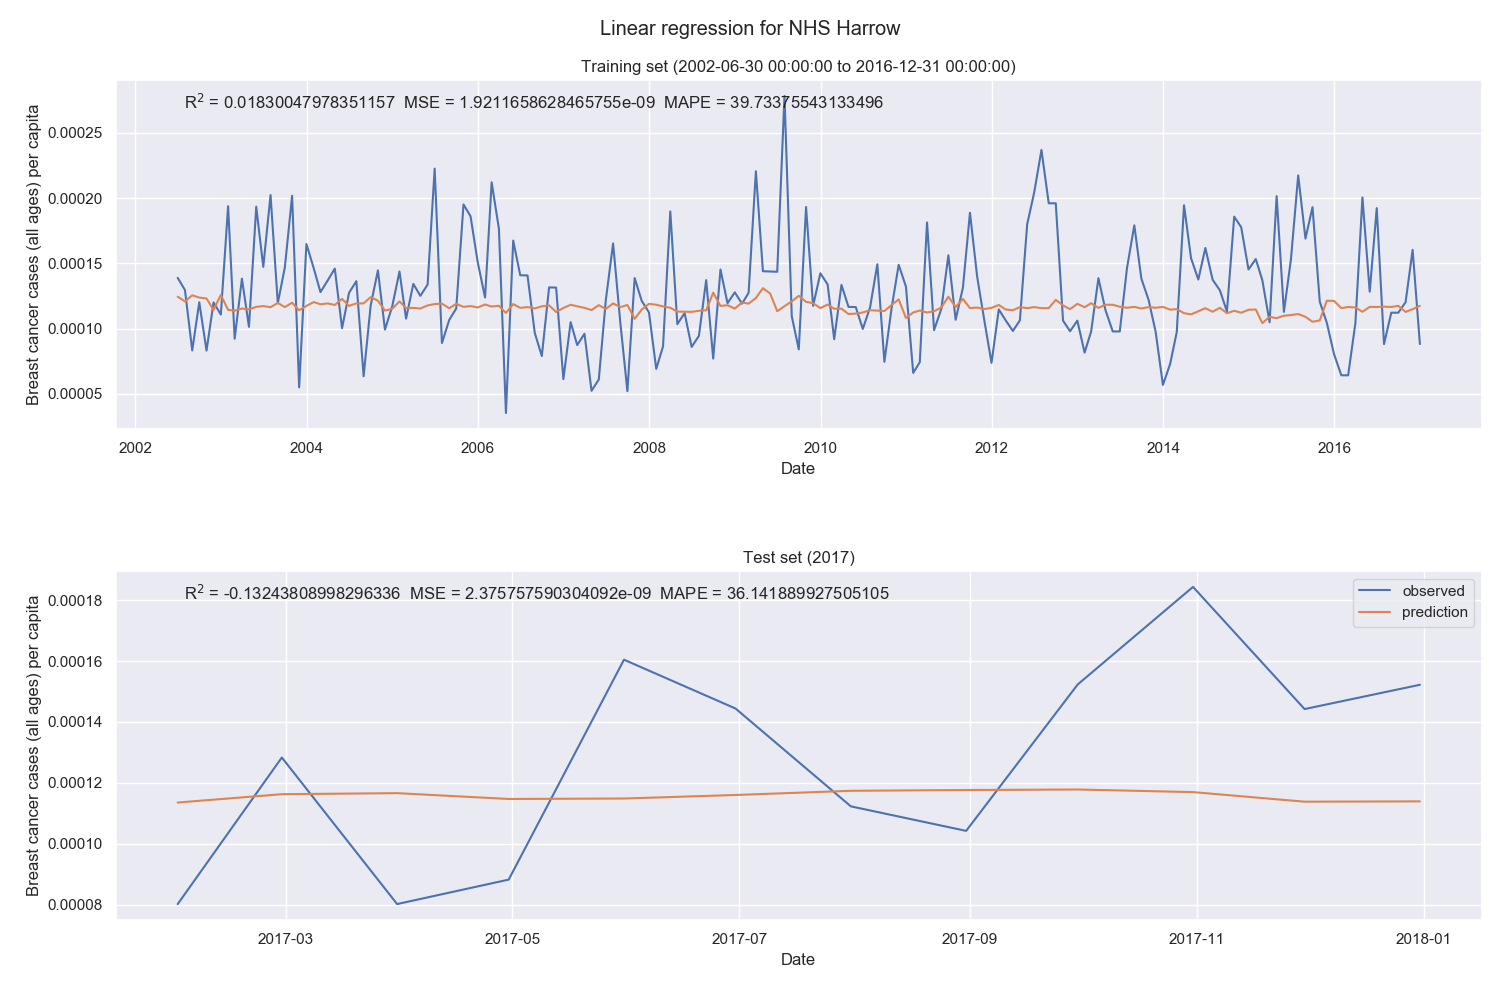 Linear regression for NHS Harrow
Training set (2002-06-30 00:00:00 to 2016-12-31 00:00:00)
R² = 0.01830047978351157 MSE = 1.9211658628465755e-09 MAPE = 39.73375543133496
Breast cancer cases (all ages) per capita
0.00025
0.00020
0.00015
0.00010
0.00005
2002 2004 2006 2008 2010 2012 2014 2016
Date
Test set (2017)
R² = -0.13243808998296336 MSE = 2.375757590304092e-09 MAPE = 36.141889927505105
observed
prediction
Breast cancer cases (all ages) per capita
0.00018
0.00016
0.00014
0.00012
0.00010
0.00008
2017-03 2017-05 2017-07 2017-09 2017-11 2018-01
Date